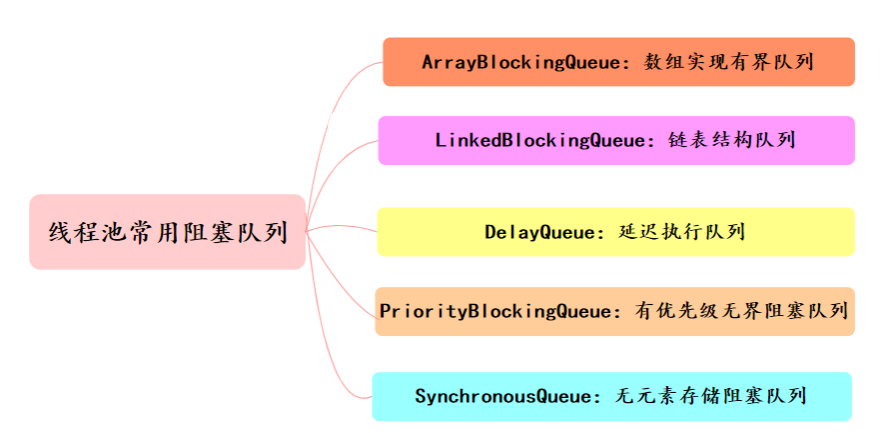 线程池常用阻塞队列
ArrayBlockingQueue：数组实现有界队列
LinkedBlockingQueue：链表结构队列
DelayQueue：延迟执行队列
PriorityBlockingQueue：有优先级无界阻塞队列
SynchronousQueue：无元素存储阻塞队列